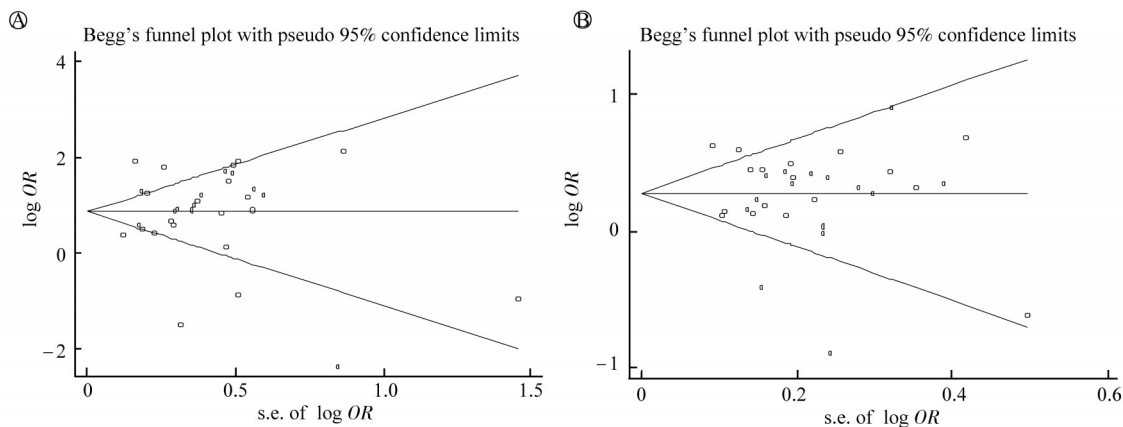 Ⓐ
Begg's funnel plot with pseudo 95% confidence limits
4
2
0
−2
log OR
0
0.5
1.0
1.5
s.e. of log OR
Ⓑ
Begg's funnel plot with pseudo 95% confidence limits
1
0
−1
log OR
0
0.2
0.4
0.6
s.e. of log OR